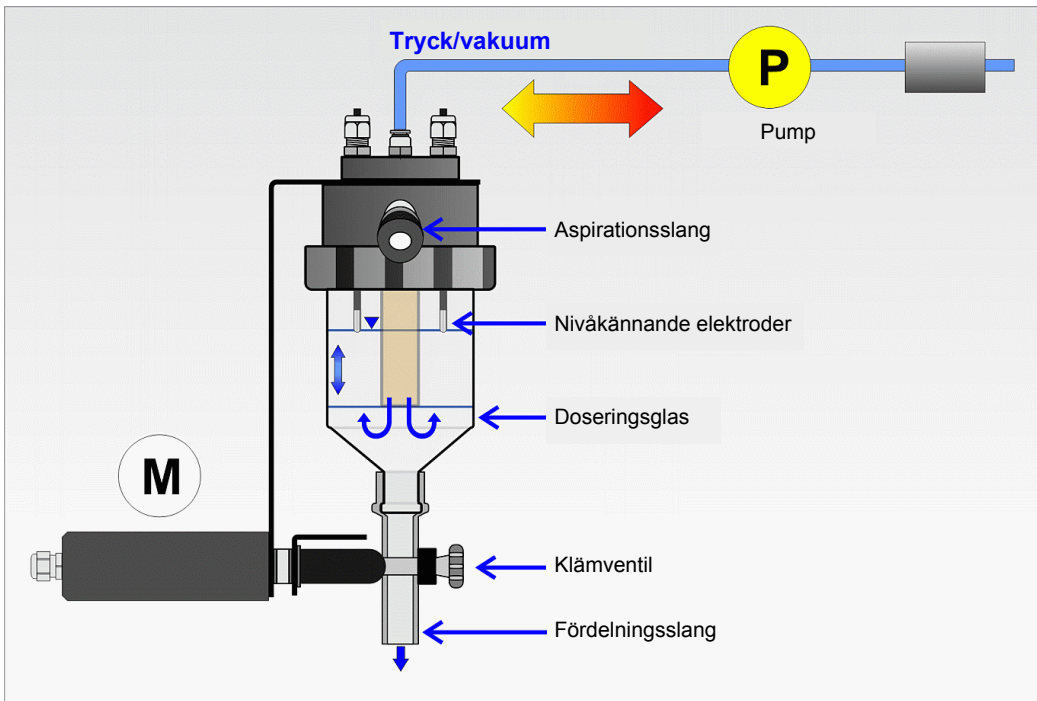 Tryck/vakuum
P
Pump
Aspirationsslang
Nivåkännande elektroder
Doseringsglas
M
Klämventil
Fördelningsslang